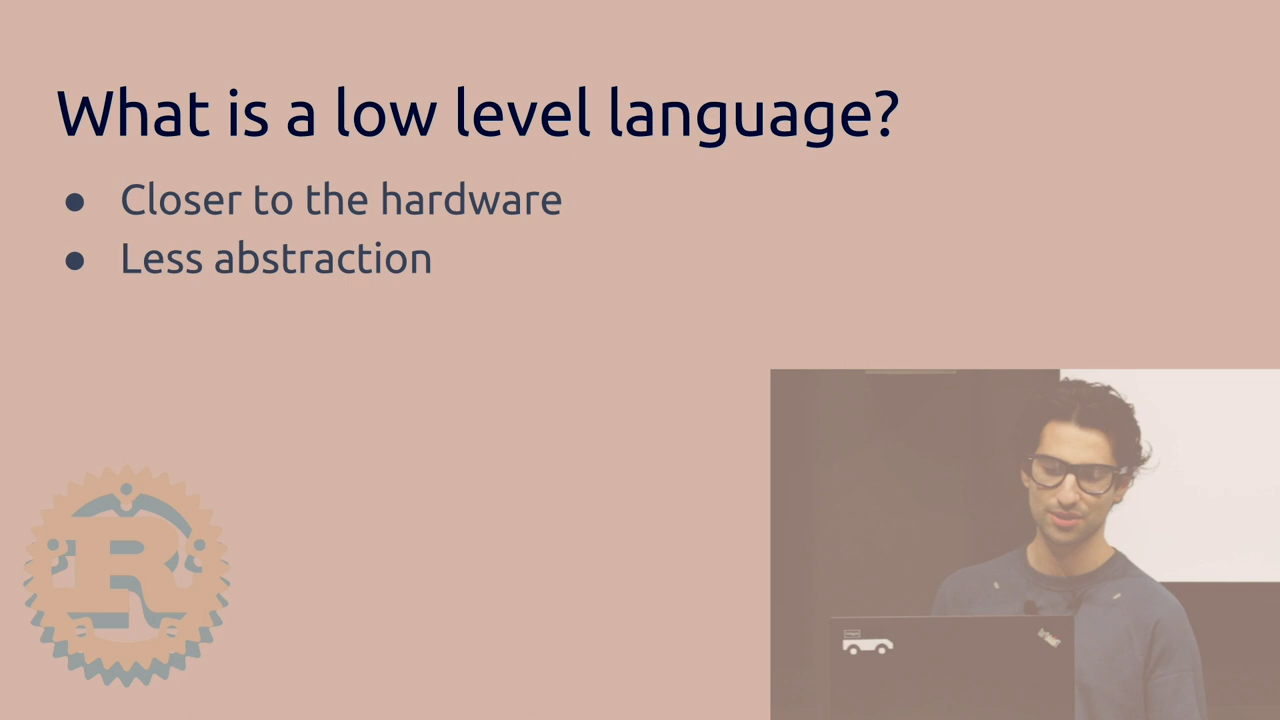 What is a low level language?
● Closer to the hardware
● Less abstraction
R